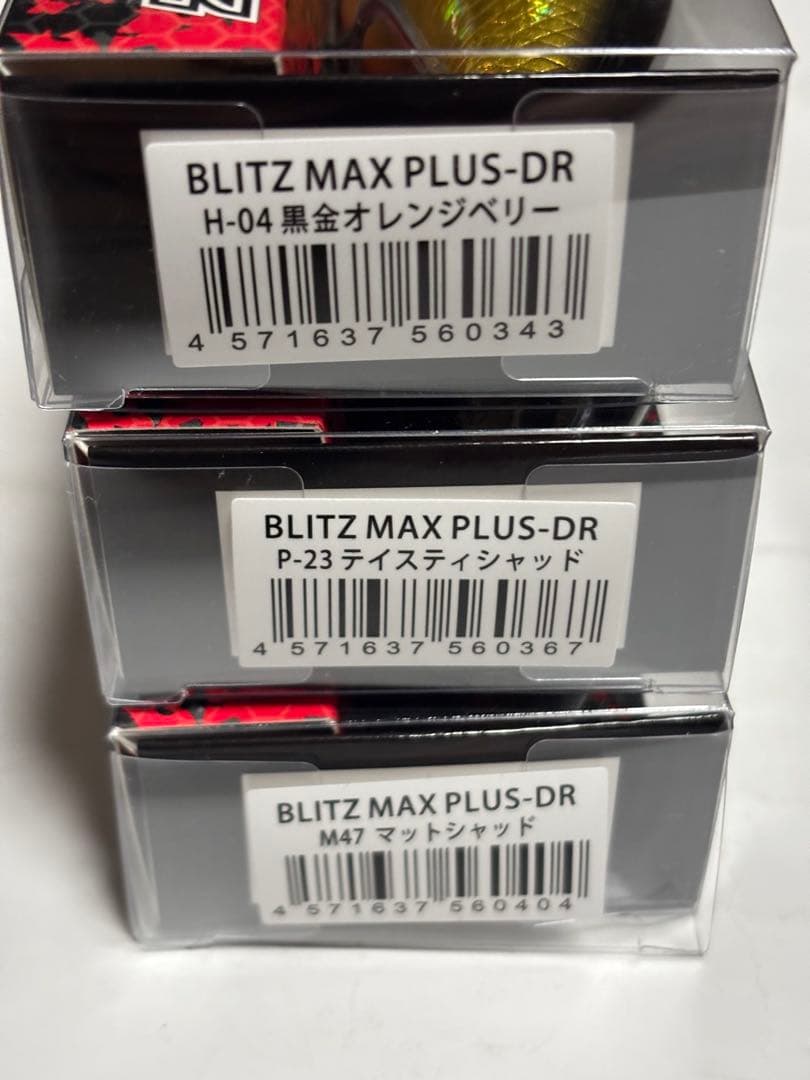 BLITZ MAX PLUS-DR
H-04 黒金オレンジベリー
4 571637 560343
BLITZ MAX PLUS-DR
P-23 テイスティシャッド
4 571637 560367
BLITZ MAX PLUS-DR
M47 マットシャッド
4 571637 560404